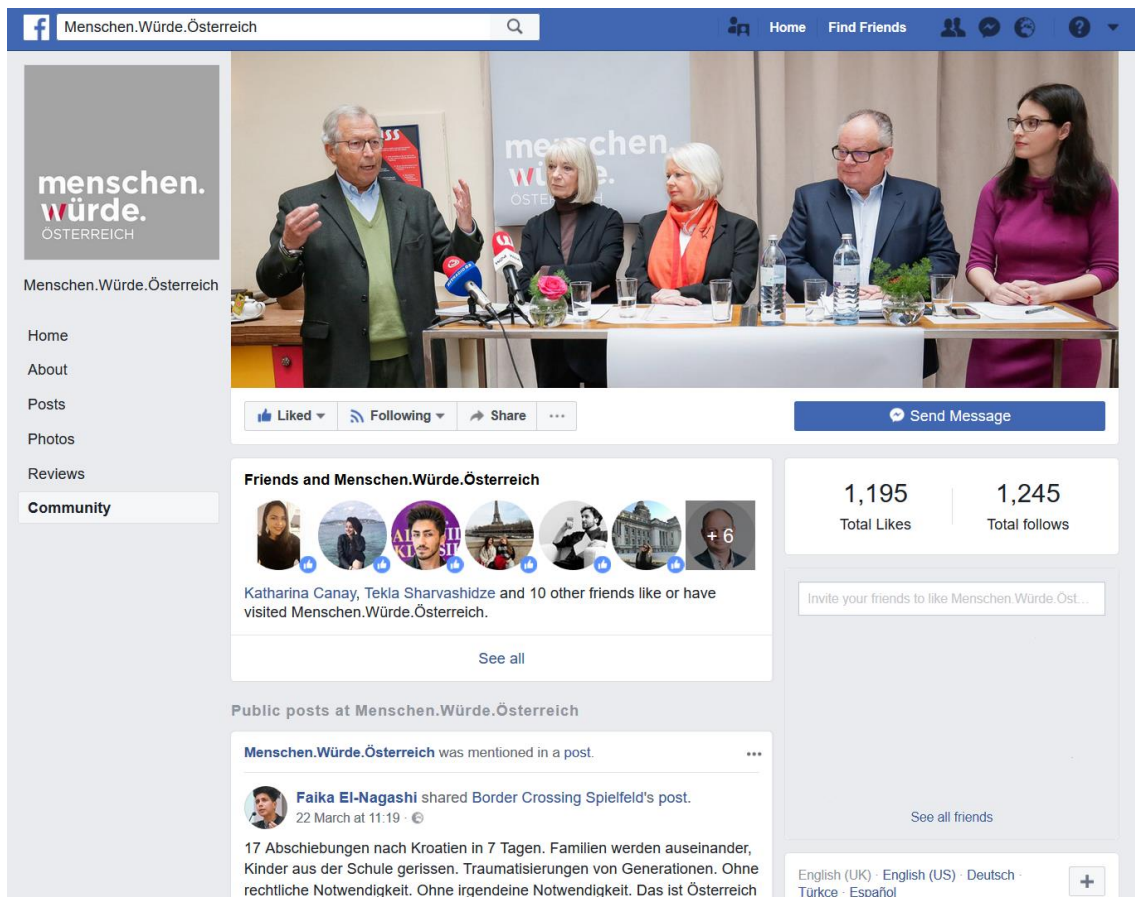 Menschen.Würde.Österreich
Home
Find Friends
menschen.
würde.
ÖSTERREICH
Menschen.Würde.Österreich
Home
About
Posts
Photos
Reviews
Community
menschen.
ÖSTERREICH
Liked
Following
Share
Send Message
Friends and Menschen.Würde.Österreich
+6
Katharina Canay, Tekla Sharvashidze and 10 other friends like or have
visited Menschen.Würde.Österreich.
See all
1,195
Total Likes
1,245
Total follows
Invite your friends to like Menschen.Würde.Öst...
See all friends
Public posts at Menschen.Würde.Österreich
Menschen.Würde.Österreich was mentioned in a post.
Faika El-Nagashi shared Border Crossing Spielfeld's post.
22 March at 11:19 ·
17 Abschiebungen nach Kroatien in 7 Tagen. Familien werden auseinander,
Kinder aus der Schule gerissen. Traumatisierungen von Generationen. Ohne
rechtliche Notwendigkeit. Ohne irgendeine Notwendigkeit. Das ist Österreich
English (UK) · English (US) · Deutsch ·
Türkçe · Español